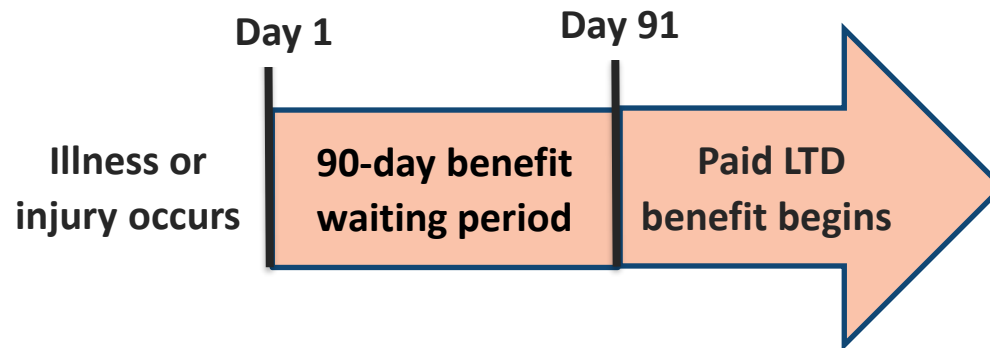 Day 1
Day 91
Illness or
injury occurs
90-day benefit
waiting period
Paid LTD
benefit begins